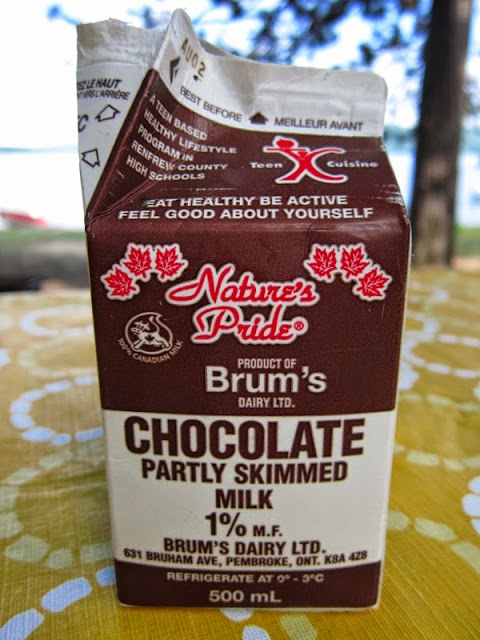 AU02
BEST BEFORE ▲ MEILLEUR AVANT
LE HAUT
VERS L'ARRIÈRE
A TEEN BASED
HEALTHY LIFESTYLE
PROGRAM IN
RENFREW COUNTY
HIGH SCHOOLS
Teen X Cuisine
EAT HEALTHY BE ACTIVE
FEEL GOOD ABOUT YOURSELF
Nature's
Pride®
100% CANADIAN MILK
PRODUCT OF
Brum's
DAIRY LTD.
CHOCOLATE
PARTLY SKIMMED
MILK
1% M.F.
BRUM'S DAIRY LTD.
631 BRUHAM AVE, PEMBROKE, ONT. K8A 4Z8
REFRIGERATE AT 0° - 3°C
500 mL